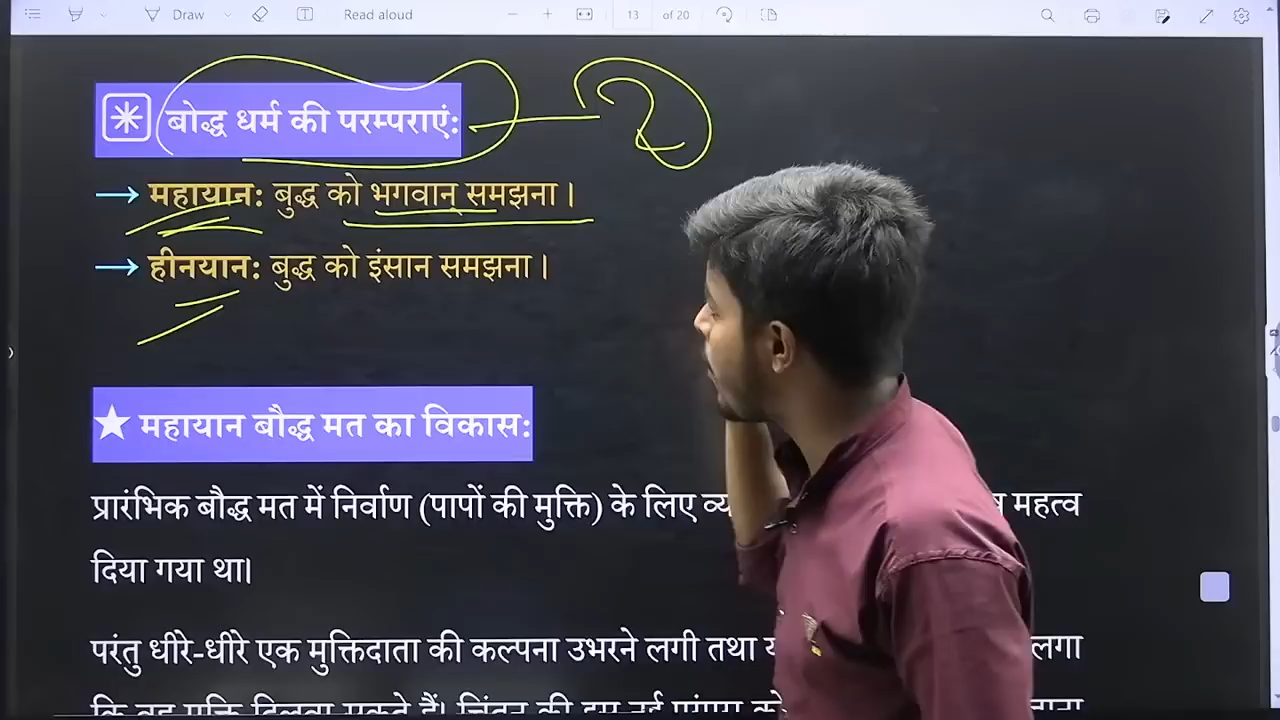 Draw
Read aloud
13 of 20
बोद्ध धर्म की परम्पराएं:
2
→ महायान: बुद्ध को भगवान् समझना।
→ हीनयान: बुद्ध को इंसान समझना।
★ महायान बौद्ध मत का विकास:
प्रारंभिक बौद्ध मत में निर्वाण (पापों की मुक्ति) के लिए महत्व
दिया गया था।
परंतु धीरे-धीरे एक मुक्तिदाता की कल्पना उभरने लगी तथा लगा